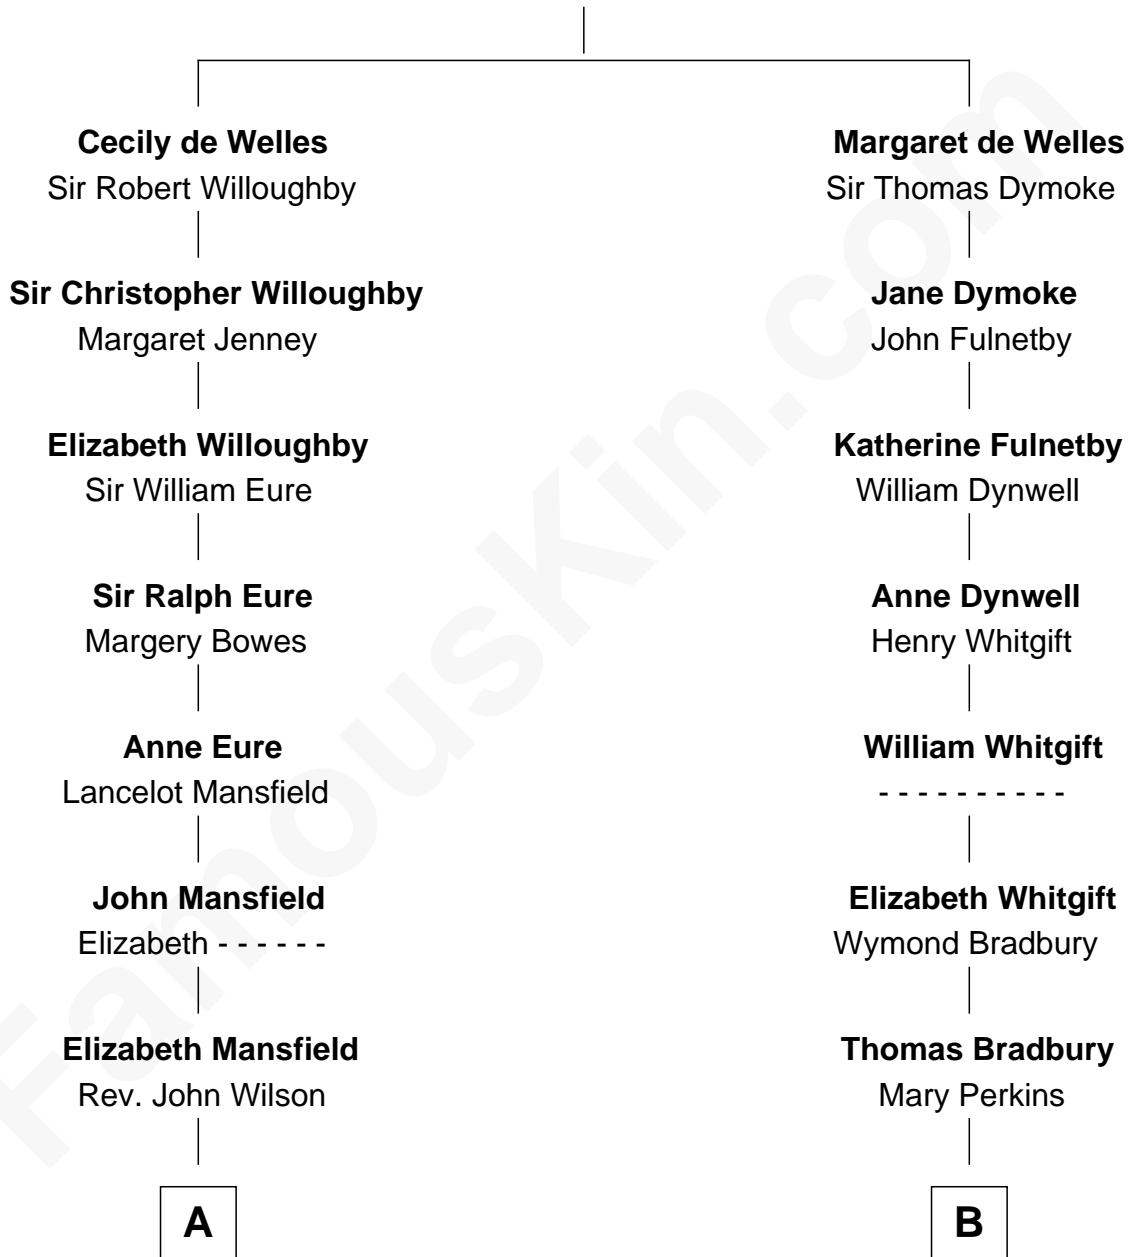 Cecily de Welles
Sir Robert Willoughby
Margaret de Welles
Sir Thomas Dymoke
Sir Christopher Willoughby
Margaret Jenney
Jane Dymoke
John Fulnetby
Elizabeth Willoughby
Sir William Eure
Katherine Fulnetby
William Dynwell
Sir Ralph Eure
Margery Bowes
Anne Dynwell
Henry Whitgift
Anne Eure
Lancelot Mansfield
William Whitgift
- - - - - - - - - -
John Mansfield
Elizabeth - - - - - -
Elizabeth Whitgift
Wymond Bradbury
Elizabeth Mansfield
Rev. John Wilson
Thomas Bradbury
Mary Perkins
A
B
FamousKin.com